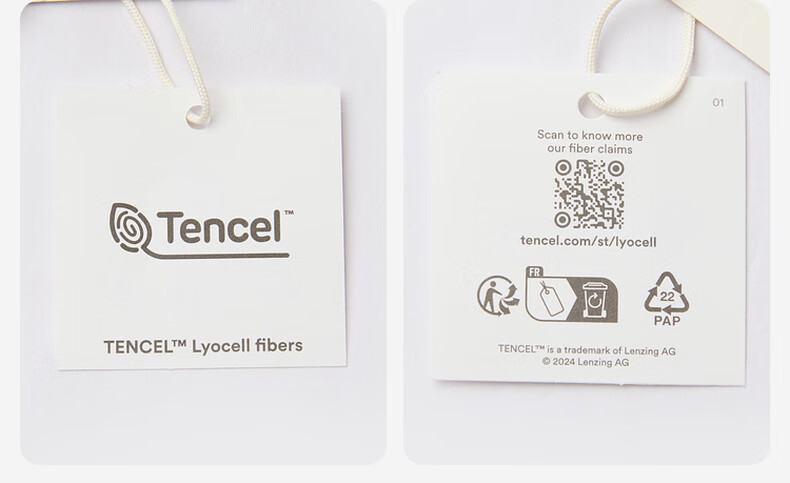 Tencel™
TENCEL™ Lyocell fibers
01
Scan to know more
our fiber claims
tencel.com/st/lyocell
FR
22
PAP
TENCEL™ is a trademark of Lenzing AG
© 2024 Lenzing AG